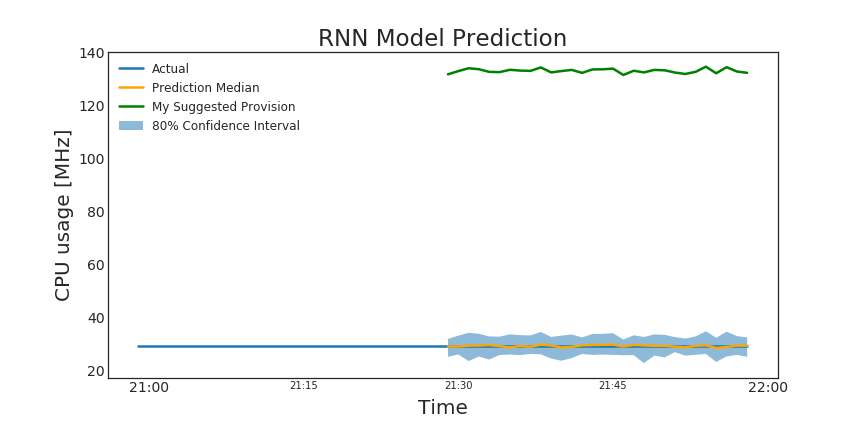 RNN Model Prediction
140
120
100
80
60
40
20
CPU usage [MHz]
Actual
Prediction Median
My Suggested Provision
80% Confidence Interval
21:00
21:15
21:30
21:45
22:00
Time